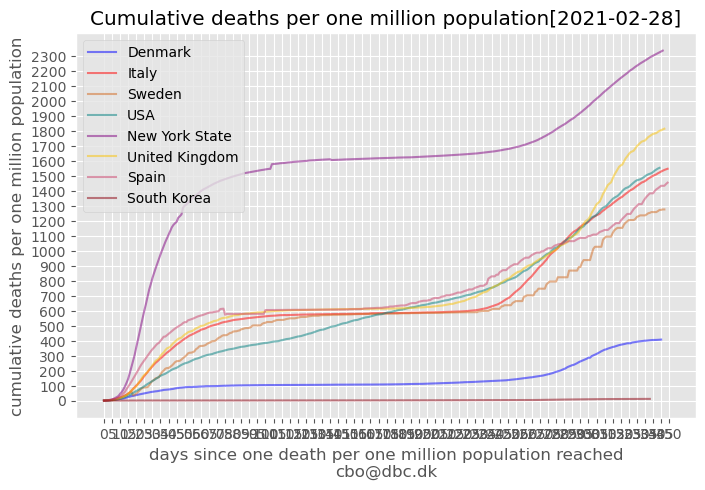 Cumulative deaths per one million population[2021-02-28]
cumulative deaths per one million population
2300
2200
2100
2000
1900
1800
1700
1600
1500
1400
1300
1200
1100
1000
900
800
700
600
500
400
300
200
100
0
Denmark
Italy
Sweden
USA
New York State
United Kingdom
Spain
South Korea
days since one death per one million population reached
cbo@dbc.dk